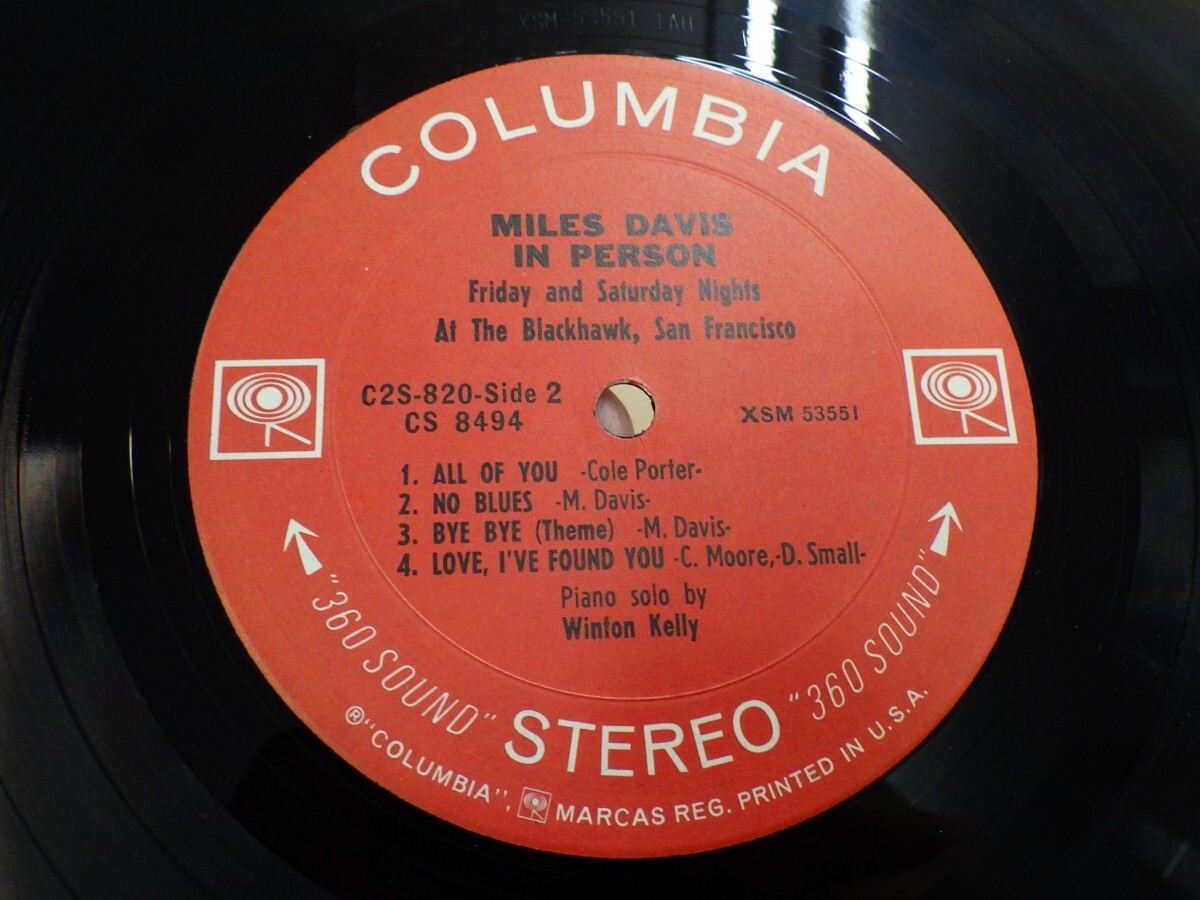 XSM-53551 1AH
COLUMBIA
MILES DAVIS
IN PERSON
Friday and Saturday Nights
At The Blackhawk, San Francisco
C2S-820-Side 2
CS 8494
XSM 53551
1. ALL OF YOU -Cole Porter-
2. NO BLUES -M. Davis-
3. BYE BYE (Theme) -M. Davis-
4. LOVE, I'VE FOUND YOU -C. Moore,-D. Small-
Piano solo by
Winton Kelly
"360 SOUND" STEREO "360 SOUND"
®"COLUMBIA", MARCAS REG. PRINTED IN U.S.A.